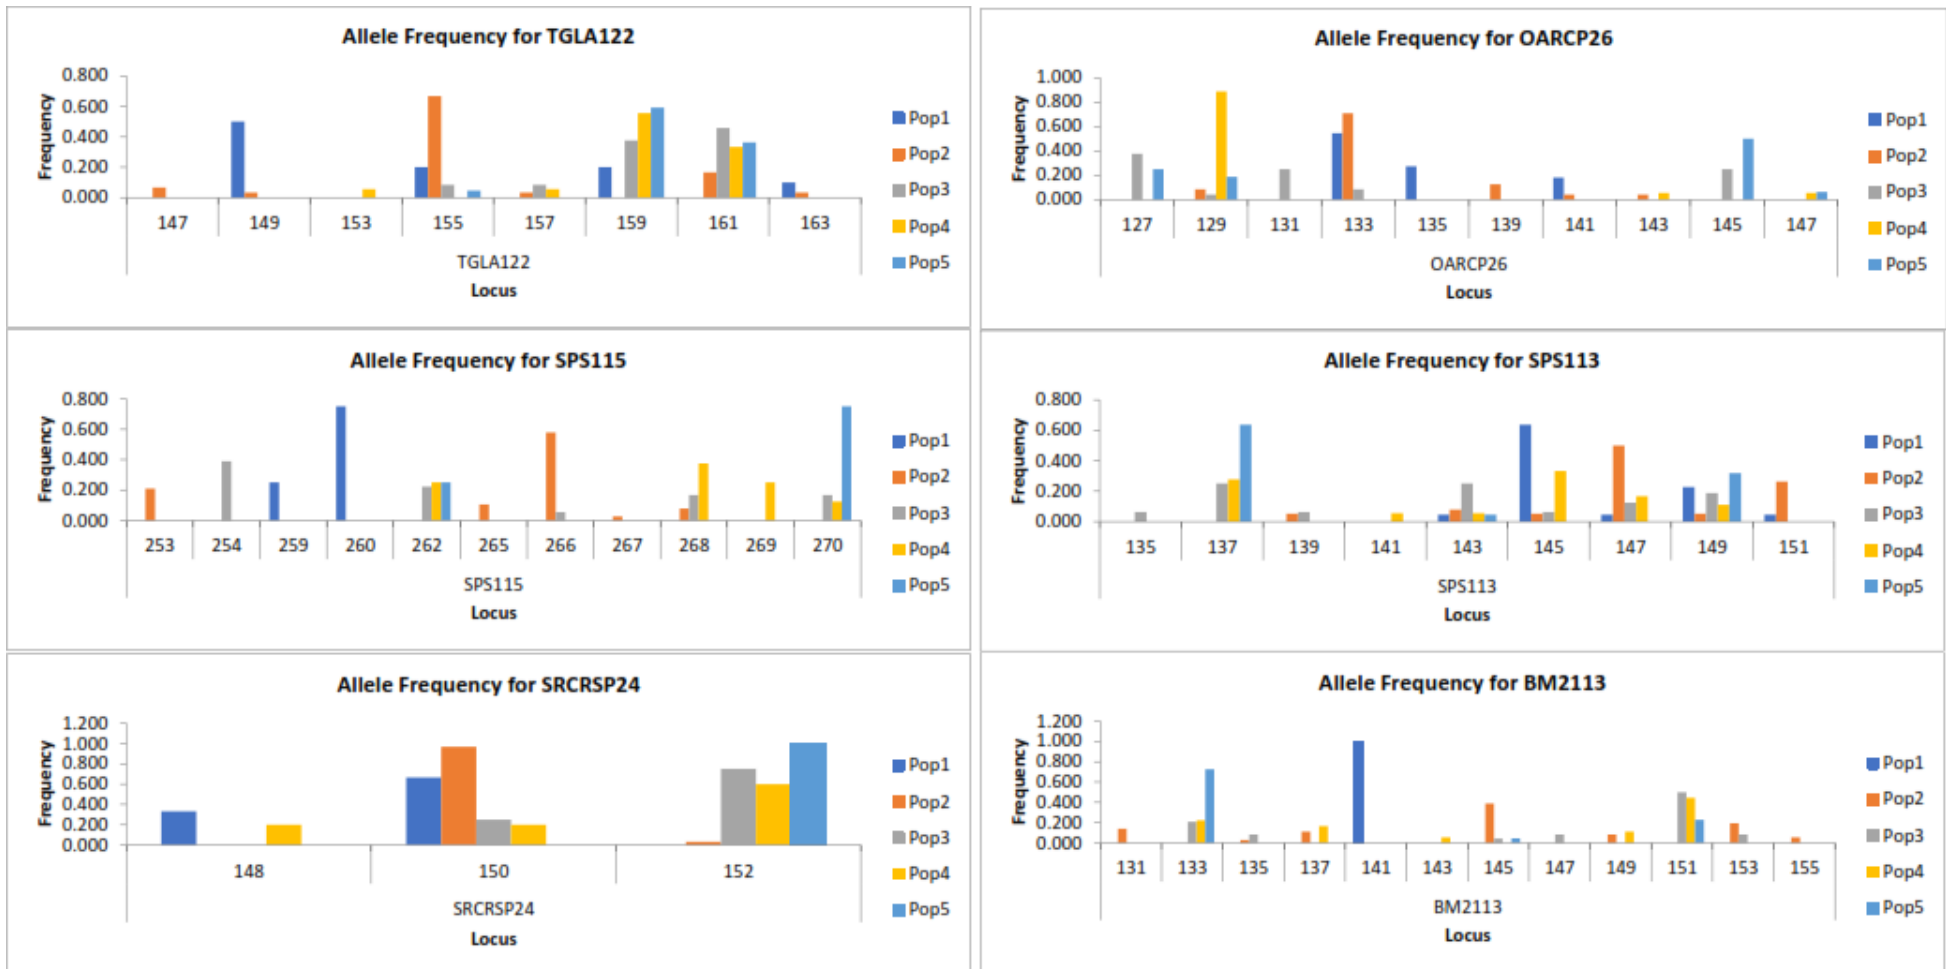 Allele Frequency for TGLA122
Frequency
0.800
0.600
0.400
0.200
0.000
147 149 153 155 157 159 161 163
TGLA122
Locus
Pop1
Pop2
Pop3
Pop4
Pop5
Allele Frequency for OARCP26
Frequency
1.000
0.800
0.600
0.400
0.200
0.000
127 129 131 133 135 139 141 143 145 147
OARCP26
Locus
Pop1
Pop2
Pop3
Pop4
Pop5
Allele Frequency for SPS115
Frequency
0.800
0.600
0.400
0.200
0.000
253 254 259 260 262 265 266 267 268 269 270
SPS115
Locus
Pop1
Pop2
Pop3
Pop4
Pop5
Allele Frequency for SPS113
Frequency
0.800
0.600
0.400
0.200
0.000
135 137 139 141 143 145 147 149 151
SPS113
Locus
Pop1
Pop2
Pop3
Pop4
Pop5
Allele Frequency for SRCRSP24
Frequency
1.200
1.000
0.800
0.600
0.400
0.200
0.000
148 150 152
SRCRSP24
Locus
Pop1
Pop2
Pop3
Pop4
Pop5
Allele Frequency for BM2113
Frequency
1.200
1.000
0.800
0.600
0.400
0.200
0.000
131 133 135 137 141 143 145 147 149 151 153 155
BM2113
Locus
Pop1
Pop2
Pop3
Pop4
Pop5